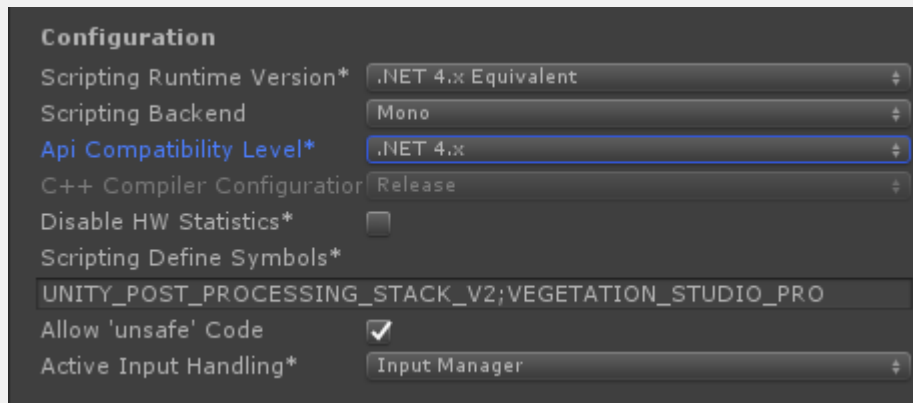 Configuration
Scripting Runtime Version* .NET 4.x Equivalent
Scripting Backend Mono
Api Compatibility Level* .NET 4.x
C++ Compiler Configuration Release
Disable HW Statistics*
Scripting Define Symbols*
UNITY_POST_PROCESSING_STACK_V2;VEGETATION_STUDIO_PRO
Allow 'unsafe' Code
Active Input Handling* Input Manager